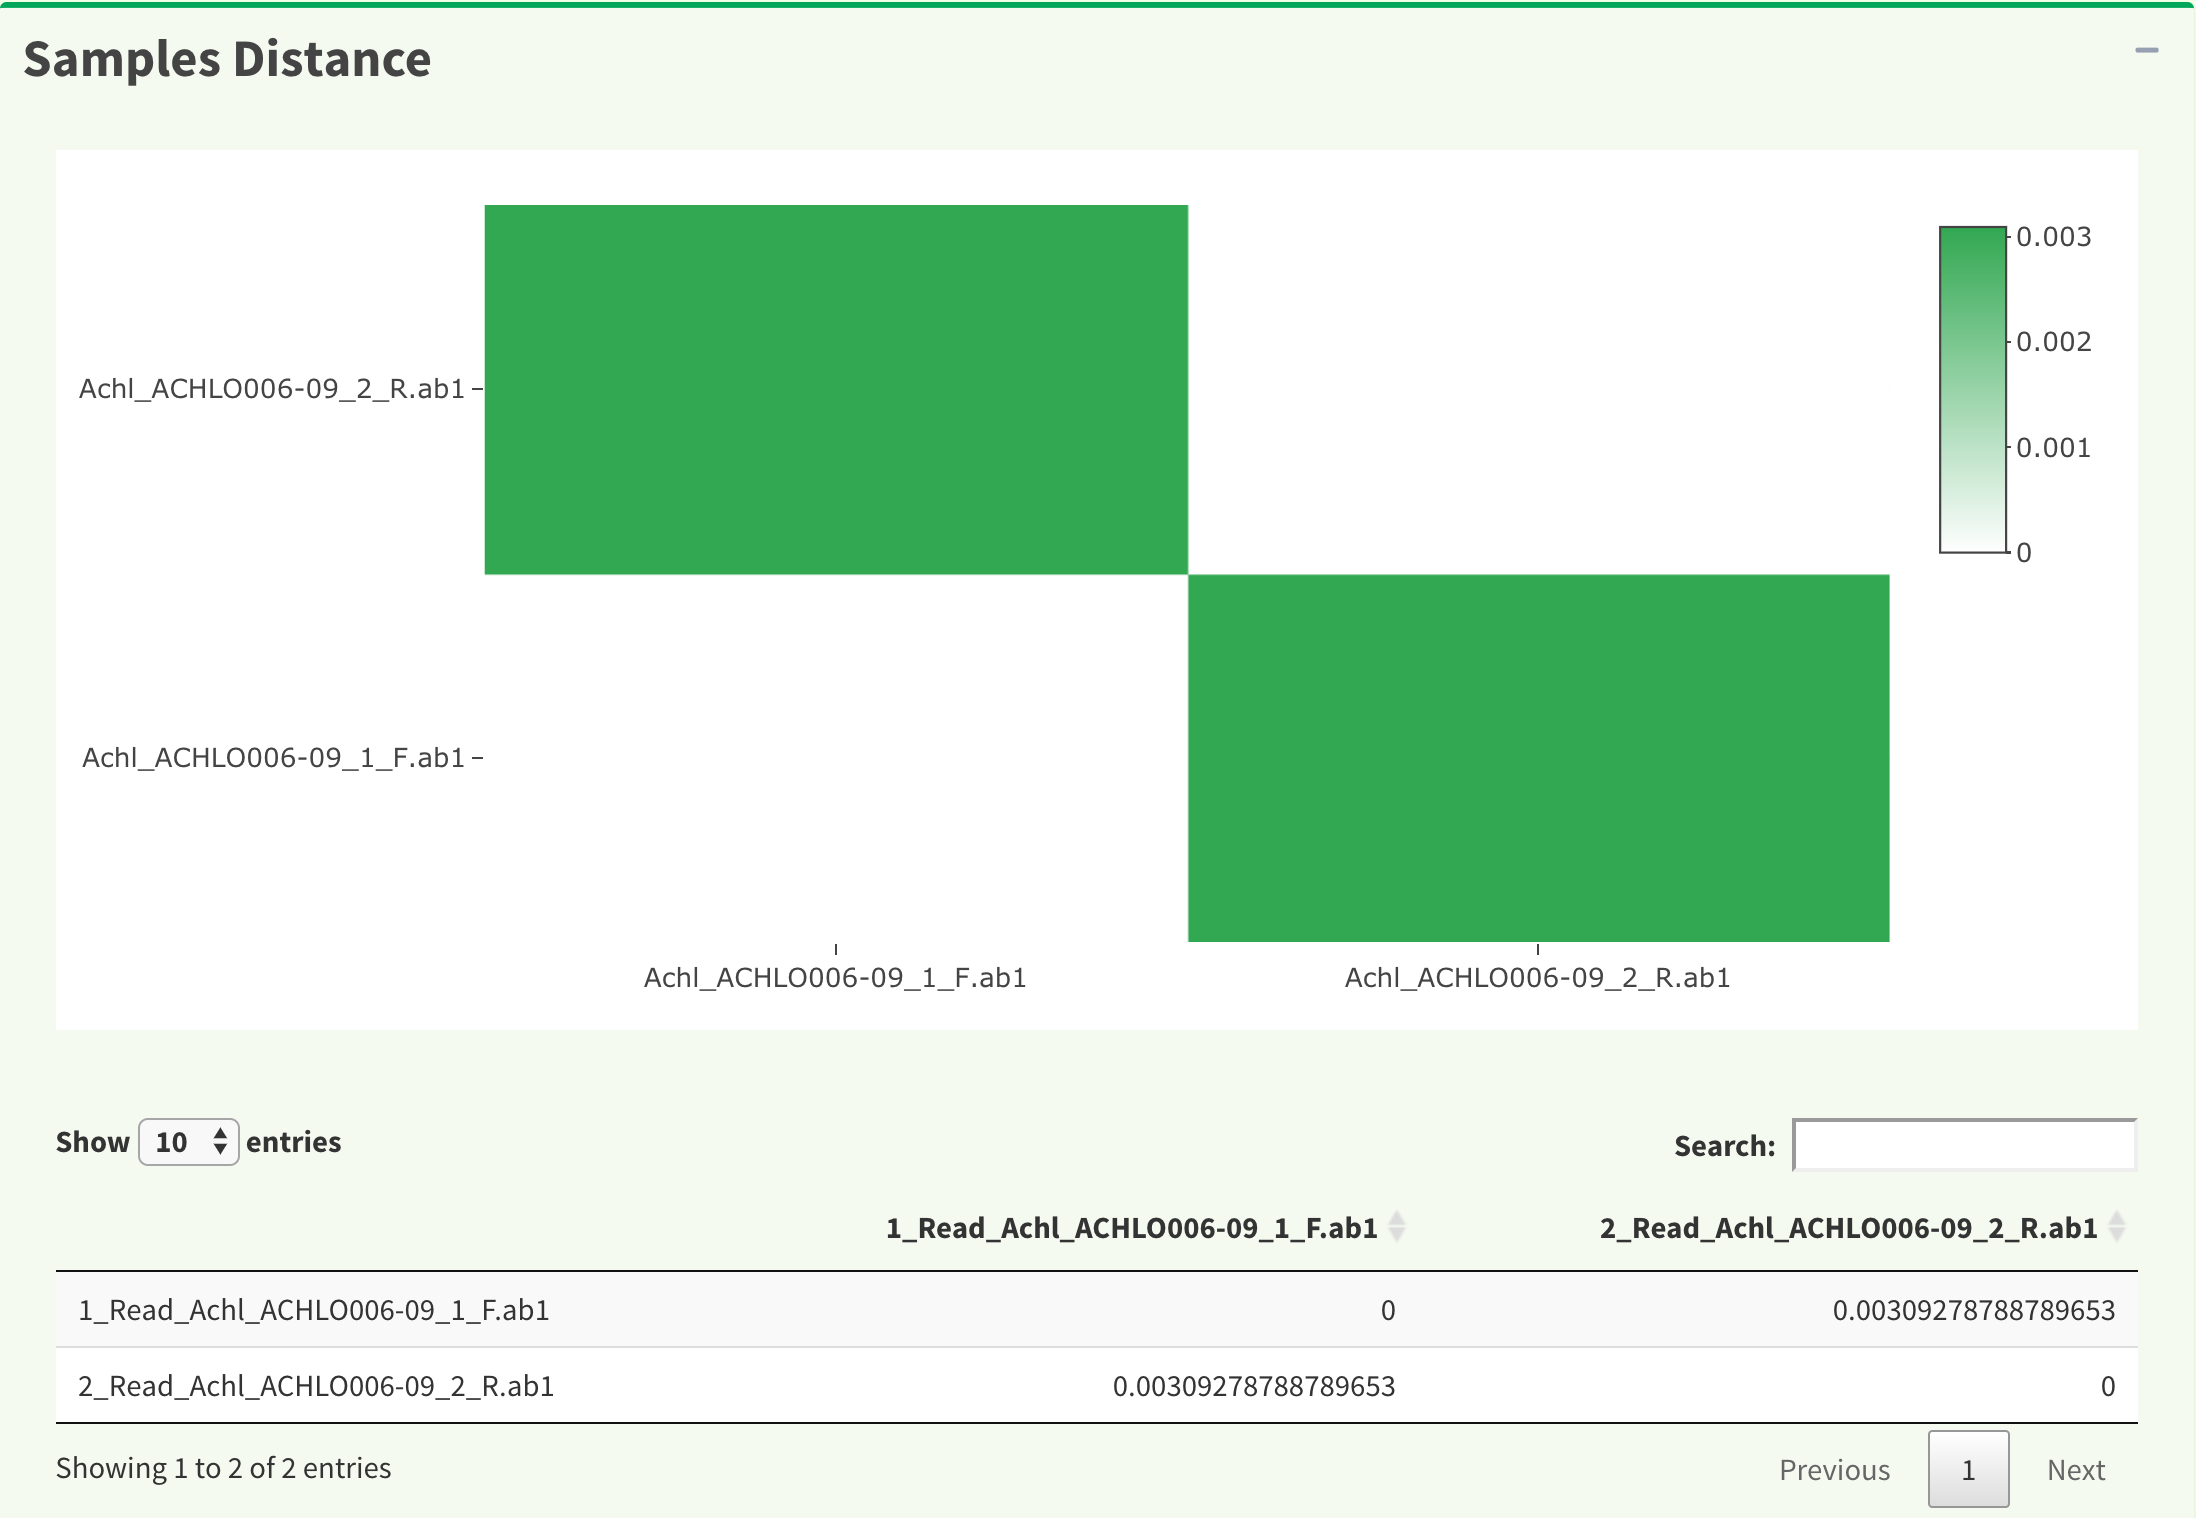 Samples Distance
0.003
0.002
0.001
0
Achl_ACHLO006-09_2_R.ab1
Achl_ACHLO006-09_1_F.ab1
Achl_ACHLO006-09_1_F.ab1 Achl_ACHLO006-09_2_R.ab1
Show 10 entries Search:
1_Read_Achl_ACHLO006-09_1_F.ab1 2_Read_Achl_ACHLO006-09_2_R.ab1
1_Read_Achl_ACHLO006-09_1_F.ab1 0 0.00309278788789653
2_Read_Achl_ACHLO006-09_2_R.ab1 0.00309278788789653 0
Showing 1 to 2 of 2 entries Previous 1 Next